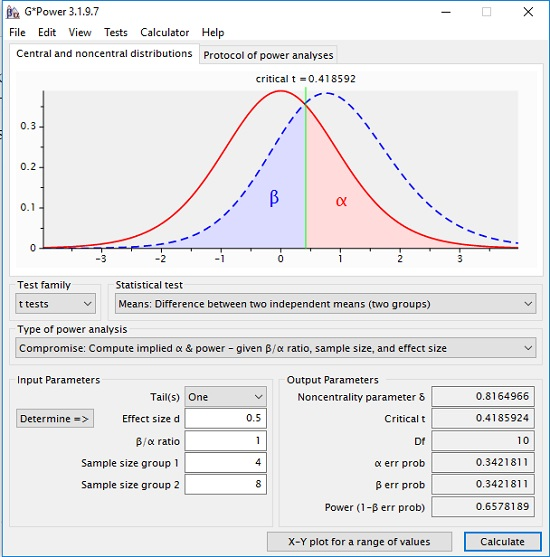 G*Power 3.1.9.7
File Edit View Tests Calculator Help
Central and noncentral distributions Protocol of power analyses
critical t = 0.418592
0.3
0.2
0.1
0
β α
-3 -2 -1 0 1 2 3
Test family Statistical test
t tests Means: Difference between two independent means (two groups)
Type of power analysis
Compromise: Compute implied α & power - given β/α ratio, sample size, and effect size
Input Parameters Output Parameters
Tail(s) One Noncentrality parameter δ 0.8164966
Determine => Effect size d 0.5 Critical t 0.4185924
β/α ratio 1 Df 10
Sample size group 1 4 α err prob 0.3421811
Sample size group 2 8 β err prob 0.3421811
Power (1-β err prob) 0.6578189
X-Y plot for a range of values Calculate